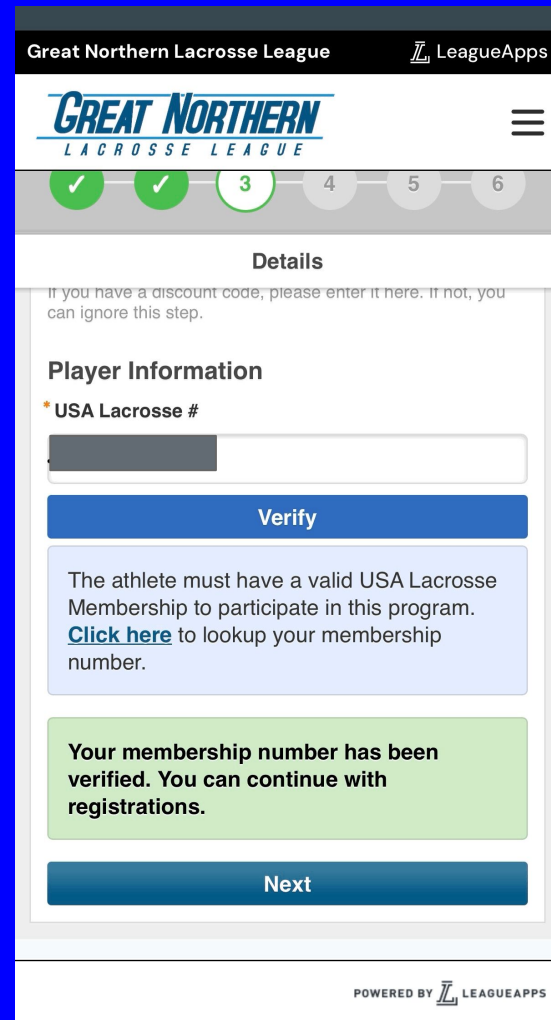 Great Northern Lacrosse League
LeagueApps
GREAT NORTHERN
LACROSSE LEAGUE
3 4 5 6
Details
If you have a discount code, please enter it here. If not, you
can ignore this step.
Player Information
* USA Lacrosse #
Verify
The athlete must have a valid USA Lacrosse
Membership to participate in this program.
Click here to lookup your membership
number.
Your membership number has been
verified. You can continue with
registrations.
Next
POWERED BY LEAGUEAPPS